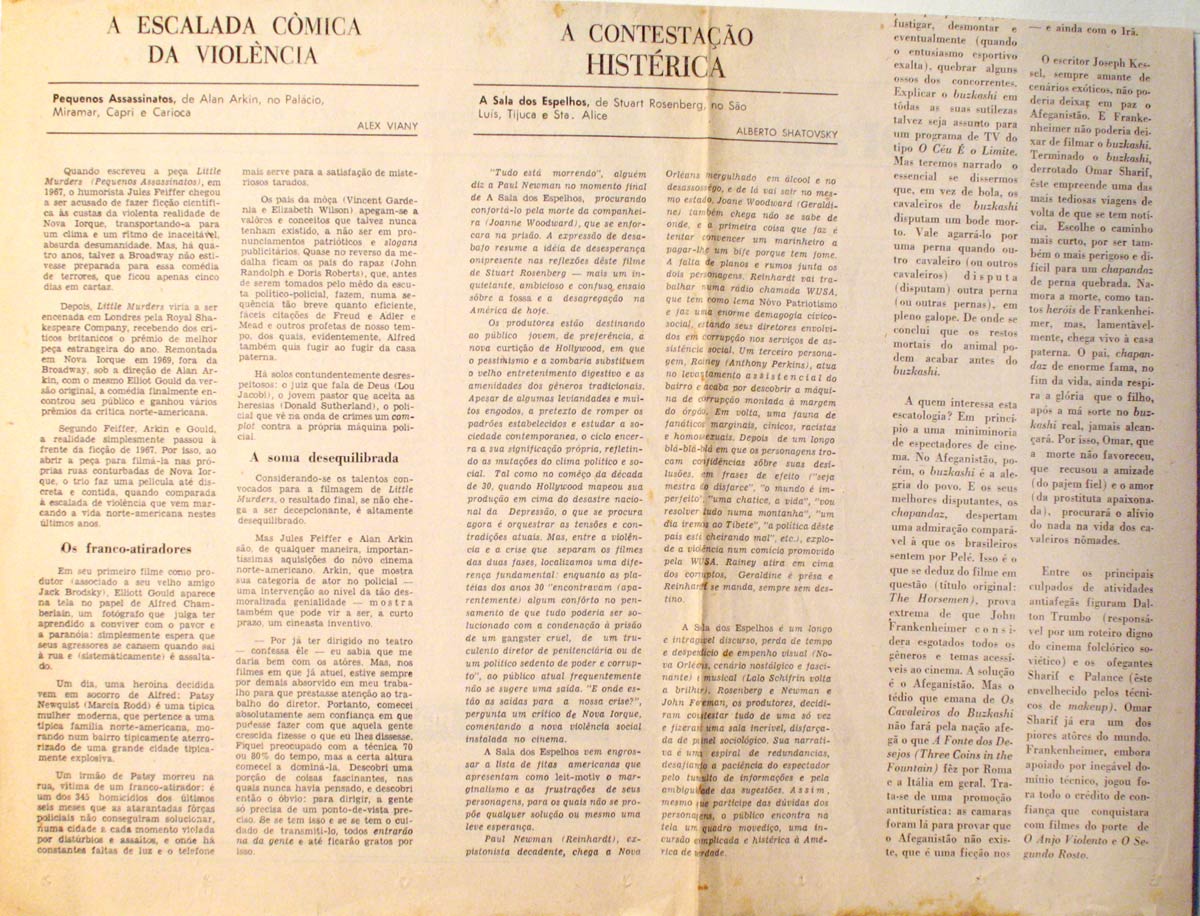 A ESCALADA CÔMICA
DA VIOLÊNCIA
Pequenos Assassinatos, de Alan Arkin, no Palácio,
Miramar, Capri e Carioca
ALEX VIANY
Quando escreveu a peça Little
Murders (Pequenos Assassinatos), em
1967, o humorista Jules Feiffer chegou
a ser acusado de fazer ficção científi-
ca às custas da violenta realidade de
Nova Iorque, transportando-a para
um clima e um ritmo de inaceitável,
absurda desumanidade. Mas, há qua-
tro anos, talvez a Broadway não esti-
vesse preparada para essa comédia
de terrores, que ficou apenas cinco
dias em cartaz.
Depois, Little Murders viria a ser
encenada em Londres pela Royal Sha-
kespeare Company, recebendo dos crí-
ticos britanicos o prêmio de melhor
peça estrangeira do ano. Remontada
em Nova Iorque em 1969, fora da
Broadway, sob a direção de Alan Ar-
kin, com o mesmo Elliot Gould da ver-
são original, a comédia finalmente en-
controu seu público e ganhou vários
prêmios da crítica norte-americana.
Segundo Feiffer, Arkin e Gould,
a realidade simplesmente passou à
frente da ficção de 1967. Por isso, ao
abrir a peça para filmá-la nas pró-
prias ruas conturbadas de Nova Ior-
que, o trio faz uma película até dis-
creta e contida, quando comparada
à escalada de violência que vem mar-
cando a vida norte-americana nestes
últimos anos.
Os franco-atiradores
Em seu primeiro filme como pro-
dutor (associado a seu velho amigo
Jack Brodsky), Elliott Gould aparece
na tela no papel de Alfred Cham-
berlain, um fotógrafo que julga ter
aprendido a conviver com o pavor e
a paranóia: simplesmente espera que
seus agressores se cansem quando sai
à rua e (sistemàticamente) é assalta-
do.
Um dia, uma heroína decidida
vem em socorro de Alfred: Patsy
Newquist (Marcia Rodd) é uma típica
mulher moderna, que pertence a uma
típica família norte-americana, mo-
rando num bairro tìpicamente aterro-
rizado de uma grande cidade tìpica-
mente explosiva.
Um irmão de Patsy morreu na
rua, vítima de um franco-atirador: é
um dos 345 homicídios dos últimos
seis meses que as atarantadas fôrças
policiais não conseguiram solucionar,
numa cidade a cada momento violada
por distúrbios e assaltos, e onde há
constantes faltas de luz e o telefone
mais serve para a satisfação de miste-
riosos tarados.
Os pais da môça (Vincent Garde-
nia e Elizabeth Wilson) apegam-se a
valôres e conceitos que talvez nunca
tenham existido, a não ser em pro-
nunciamentos patrióticos e slogans
publicitários. Quase no reverso da me-
dalha ficam os pais do rapaz (John
Randolph e Doris Roberts), que, antes
de serem tomados pelo mêdo da escu-
ta político-policial, fazem, numa se-
qüência tão breve quanto eficiente,
fáceis citações de Freud e Adler e
Mead e outros profetas de nosso tem-
po, dos quais, evidentemente, Alfred
também quis fugir ao fugir da casa
paterna.
Há solos contundentemente desres-
peitosos: o juiz que fala de Deus (Lou
Jacobi), o jovem pastor que aceita as
heresias (Donald Sutherland), o poli-
cial que vê na onda de crimes um com-
plot contra a própria máquina poli-
cial.
A soma desequilibrada
Considerando-se os talentos con-
vocados para a filmagem de Little
Murders, o resultado final, se não che-
ga a ser decepcionante, é altamente
desequilibrado.
Mas Jules Feiffer e Alan Arkin
são, de qualquer maneira, importan-
tíssimas aquisições do nôvo cinema
norte-americano. Arkin, que mostra
sua categoria de ator no policial —
uma intervenção ao nível da tão des-
moralizada genialidade — mostra
também que pode vir a ser, a curto
prazo, um cineasta inventivo.
— Por já ter dirigido no teatro
— confessa êle — eu sabia que me
daria bem com os atôres. Mas, nos
filmes em que já atuei, estive sempre
por demais absorvido em meu traba-
lho para que prestasse atenção ao tra-
balho do diretor. Portanto, comecei
absolutamente sem confiança em que
pudesse fazer com que aquela gente
crescida fizesse o que eu lhes dissesse.
Fiquei preocupado com a técnica 70
ou 80% do tempo, mas a certa altura
comecei a dominá-la. Descobri uma
porção de coisas fascinantes, nas
quais nunca havia pensado, e descobri
então o óbvio: para dirigir, a gente
só precisa de um ponto-de-vista pre-
ciso. Se se tem isso e se se tem o cui-
dado de transmiti-lo, todos entrarão
na da gente e até ficarão gratos por
isso.
A CONTESTAÇÃO
HISTÉRICA
A Sala dos Espelhos, de Stuart Rosenberg, no São
Luís, Tijuca e Sta. Alice
ALBERTO SHATOVSKY
"Tudo está morrendo", alguém
diz a Paul Newman no momento final
de A Sala dos Espelhos, procurando
confortá-lo pela morte da companhei-
ra (Joanne Woodward), que se enfor-
cara na prisão. A expressão de desa-
bafo resume a idéia de desesperança
onipresente nas reflexões dêste filme
de Stuart Rosenberg — mais um in-
quietante, ambicioso e confuso ensaio
sôbre a fossa e a desagregação na
América de hoje.
Os produtores estão destinando
ao público jovem, de preferência, a
nova curtição de Hollywood, em que
o pessimismo e a zombaria substituem
o velho entretenimento digestivo e as
amenidades dos gêneros tradicionais.
Apesar de algumas leviandades e mui-
tos engodos, a pretexto de romper os
padrões estabelecidos e estudar a so-
ciedade contemporanea, o ciclo encer-
ra a sua significação própria, refletin-
do as mutações do clima político e so-
cial. Tal como no comêço da década
de 30, quando Hollywood mapeou sua
produção em cima do desastre nacio-
nal da Depressão, o que se procura
agora é orquestrar as tensões e con-
tradições atuais. Mas, entre a violên-
cia e a crise que separam os filmes
das duas fases, localizamos uma dife-
rença fundamental: enquanto as pla-
téias dos anos 30 "encontravam (apa-
rentemente) algum confôrto no pen-
samento de que tudo poderia ser so-
lucionado com a condenação à prisão
de um gangster cruel, de um tru-
culento diretor de penitenciária ou de
um político sedento de poder e corrup-
to", ao público atual freqüentemente
não se sugere uma saída. "E onde es-
tão as saídas para a nossa crise?",
pergunta um crítico de Nova Iorque,
comentando a nova violência social
instalada no cinema.
A Sala dos Espelhos vem engros-
sar a lista de fitas americanas que
apresentam como leit-motiv o mar-
ginalismo e as frustrações de seus
personagens, para os quais não se pro-
põe qualquer solução ou mesmo uma
leve esperança.
Paul Newman (Reinhardt), ex-
pistonista decadente, chega a Nova
Orléans mergulhado em álcool e no
desassossêgo, e de lá vai sair no mes-
mo estado. Joane Woodward (Geraldi-
ne) também chega não se sabe de
onde, e a primeira coisa que faz é
tentar convencer um marinheiro a
pagar-lhe um bife porque tem fome.
A falta de planos e rumos junta os
dois personagens. Reinhardt vai tra-
balhar numa rádio chamada WUSA,
que tem como lema Nôvo Patriotismo
e faz uma enorme demagogia cívico-
social, estando seus diretores envolvi-
dos em corrupção nos serviços de as-
sistência social. Um terceiro persona-
gem, Rainey (Anthony Perkins), atua
no levantamento assistencial do
bairro e acaba por descobrir a máqui-
na de corrupção montada à margem
do órgão. Em volta, uma fauna de
fanáticos, marginais, cínicos, racistas
e homossexuais. Depois de um longo
blá-blá-blá em que os personagens tro-
cam confidências sôbre suas desi-
lusões, em frases de efeito ("seja
mestra do disfarce", "o mundo é im-
perfeito", "uma chatice, a vida", "vou
resolver tudo numa montanha", "um
dia iremos ao Tibete", "a política dêste
país está cheirando mal", etc.), explo-
de a violência num comício promovido
pela WUSA. Rainey atira em cima
dos corruptos, Geraldine é prêsa e
Reinhardt se manda, sempre sem des-
tino.
A Sala dos Espelhos é um longo
e intragável discurso, perda de tempo
e desperdício de empenho visual (No-
va Orléans, cenário nostálgico e fasci-
nante) e musical (Lalo Schifrin volta
a brilhar). Rosenberg e Newman e
John Foreman, os produtores, decidi-
ram contestar tudo de uma só vez
e fizeram uma sala incrível, disfarça-
da de painel sociológico. Sua narrati-
va é uma espiral de redundâncias,
desafiando a paciência do espectador
pelo tumulto de informações e pela
ambigüidade das sugestões. Assim,
mesmo que participe das dúvidas dos
personagens, o público encontra na
tela um quadro movediço, uma in-
cursão complicada e histérica à Amé-
rica de verdade.
fustigar, desmontar e
eventualmente (quando
o entusiasmo esportivo
exalta), quebrar alguns
ossos dos concorrentes.
Explicar o buzkashi em
tôdas as suas sutilezas
talvez seja assunto para
um programa de TV do
tipo O Céu É o Limite.
Mas teremos narrado o
essencial se dissermos
que, em vez de bola, os
cavaleiros de buzkashi
disputam um bode mor-
to. Vale agarrá-lo por
uma perna quando ou-
tro cavaleiro (ou outros
cavaleiros) disputa
(disputam) outra perna
(ou outras pernas), em
pleno galope. De onde se
conclui que os restos
mortais do animal po-
dem acabar antes do
buzkashi.
A quem interessa esta
escatologia? Em princí-
pio a uma miniminoria
de espectadores de cine-
ma. No Afeganistão, po-
rém, o buzkashi é a ale-
gria do povo. E os seus
melhores disputantes, os
chapandaz, despertam
uma admiração compará-
vel à que os brasileiros
sentem por Pelé. Isso é o
que se deduz do filme em
questão (título original:
The Horsemen), prova
extrema de que John
Frankenheimer consi-
dera esgotados todos os
gêneros e temas acessí-
veis ao cinema. A solução
é o Afeganistão. Mas o
tédio que emana de Os
Cavaleiros do Buzkashi
não fará pela nação afe-
gã o que A Fonte dos De-
sejos (Three Coins in the
Fountain) fêz por Roma
e a Itália em geral. Tra-
ta-se de uma promoção
antiturística: as camaras
foram lá para provar que
o Afeganistão não exis-
te, que é uma ficção nos
— e ainda com o Irã.
O escritor Joseph Kes-
sel, sempre amante de
cenários exóticos, não po-
deria deixar em paz o
Afeganistão. E Franke-
nheimer não poderia dei-
xar de filmar o buzkashi.
Terminado o buzkashi,
derrotado Omar Sharif,
êste empreende uma das
mais tediosas viagens de
volta de que se tem notí-
cia. Escolhe o caminho
mais curto, por ser tam-
bém o mais perigoso e di-
fícil para um chapandaz
de perna quebrada. Na-
mora a morte, como tan-
tos heróis de Frankenhei-
mer, mas, lamentàvel-
mente, chega vivo à casa
paterna. O pai, chapan-
daz de enorme fama, no
fim da vida, ainda respi-
ra a glória que o filho,
após a má sorte no buz-
kashi real, jamais alcan-
çará. Por isso, Omar, que
a morte não favoreceu,
que recusou a amizade
(do pajem fiel) e o amor
(da prostituta apaixona-
da), procurará o alívio
do nada na vida dos ca-
valeiros nômades.
Entre os principais
culpados de atividades
antiafegãs figuram Dal-
ton Trumbo (responsá-
vel por um roteiro digno
do cinema folclórico so-
viético) e os ofegantes
Sharif e Palance (êste
envelhecido pelos técni-
cos de makeup). Omar
Sharif já era um dos
piores atôres do mundo.
Frankenheimer, embora
apoiado por inegável do-
mínio técnico, jogou fo-
ra todo o crédito de con-
fiança que conquistara
com filmes do porte de
O Anjo Violento e O Se-
gundo Rosto.